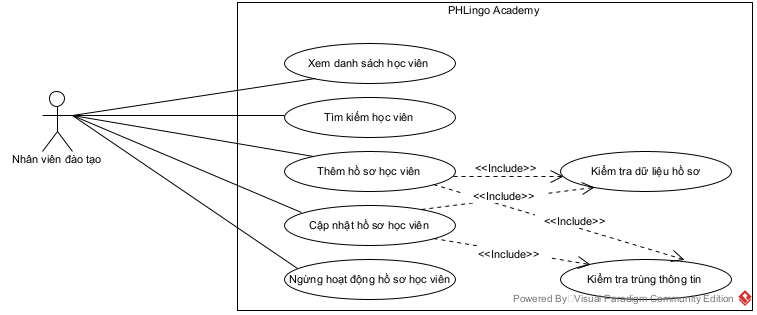 PHLingo Academy
Xem danh sách học viên
Tìm kiếm học viên
Nhân viên đào tạo
Thêm hồ sơ học viên
<<Include>>
Kiểm tra dữ liệu hồ sơ
<<Include>>
Cập nhật hồ sơ học viên
<<Include>>
<<Include>>
Ngừng hoạt động hồ sơ học viên
Kiểm tra trùng thông tin
Powered By Visual Paradigm Community Edition